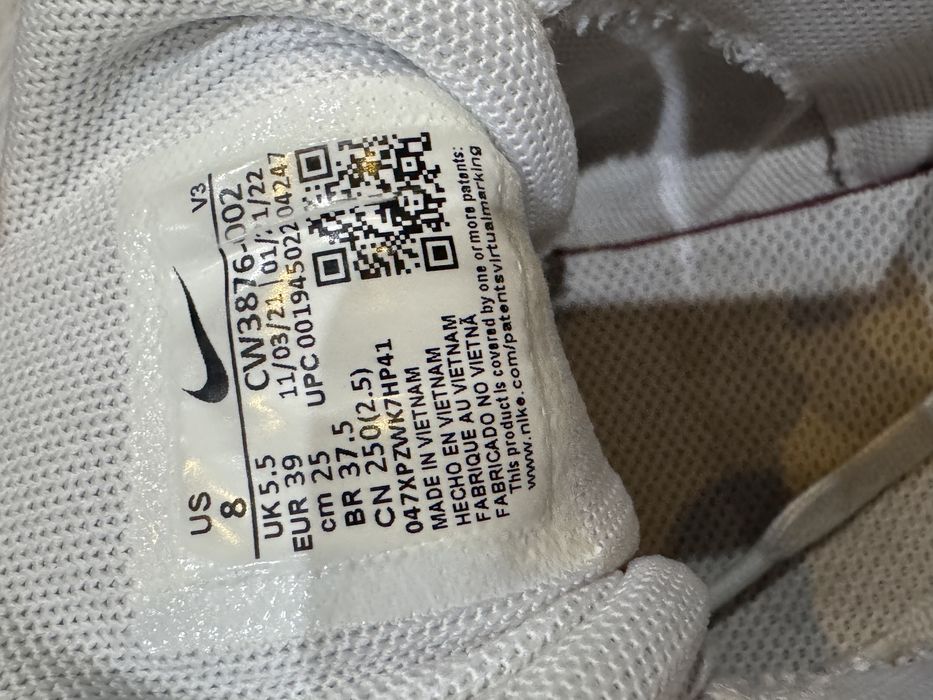 V3
US
8
CW3876-002
UK 5.5
11/03/21 01/ 1/22
EUR 39
UPC 00194502204247
cm 25
BR 37.5
CN 250(2.5)
047XPZWK7HP41
MADE IN VIETNAM
HECHO EN VIETNAM
FABRIQUE AU VIETNAM
FABRICADO NO VIETNÃ
This product is covered by one or more patents:
www.nike.com/patentsvirtualmarking